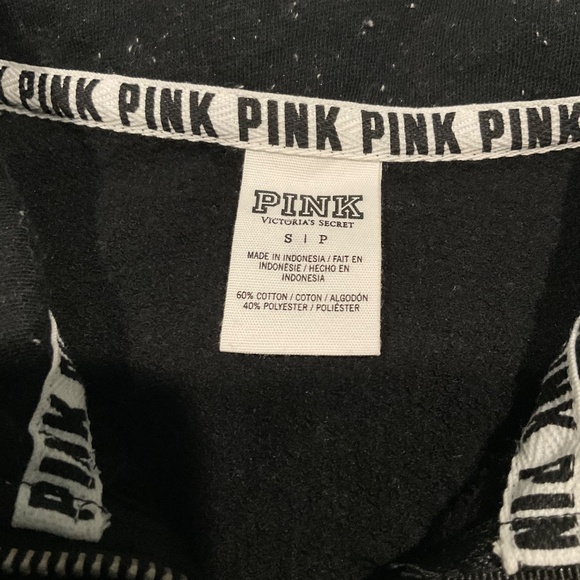 PINK PINK PINK PINK PINK
PINK
VICTORIA'S SECRET
S | P
MADE IN INDONESIA / FAIT EN
INDONÉSIE / HECHO EN
INDONESIA
60% COTTON / COTON / ALGODÓN
40% POLYESTER / POLIÉSTER
PINK
PINK